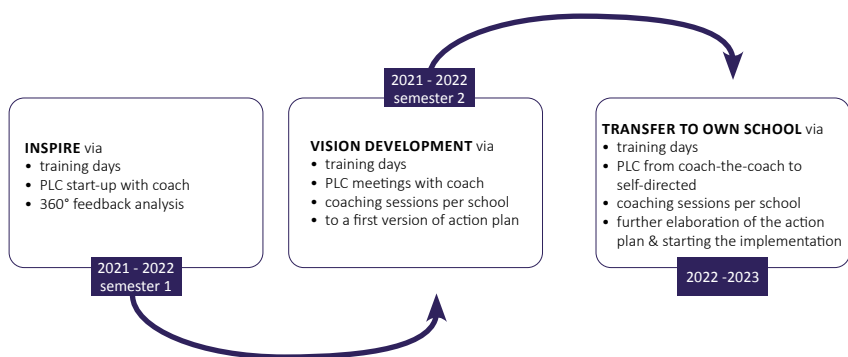 INSPIRE via
• training days
• PLC start-up with coach
• 360° feedback analysis
2021 - 2022
semester 1
2021 - 2022
semester 2
VISION DEVELOPMENT via
• training days
• PLC meetings with coach
• coaching sessions per school
• to a first version of action plan
TRANSFER TO OWN SCHOOL via
• training days
• PLC from coach-the-coach to
self-directed
• coaching sessions per school
• further elaboration of the action
plan & starting the implementation
2022 -2023